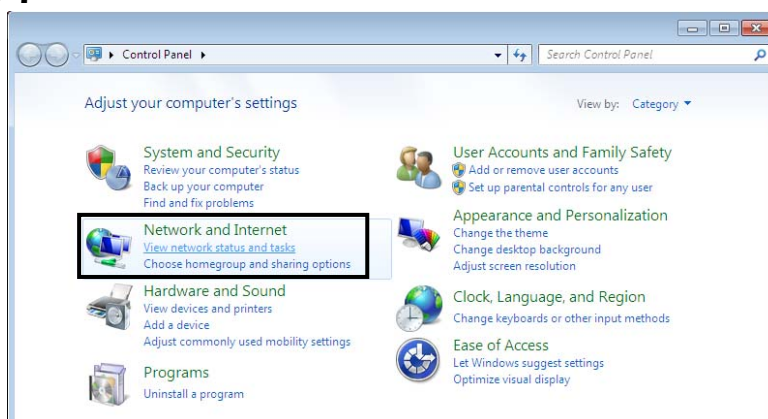 Control Panel
Search Control Panel
Adjust your computer's settings
View by: Category
System and Security
Review your computer's status
Back up your computer
Find and fix problems
Network and Internet
View network status and tasks
Choose homegroup and sharing options
Hardware and Sound
View devices and printers
Add a device
Adjust commonly used mobility settings
Programs
Uninstall a program
User Accounts and Family Safety
Add or remove user accounts
Set up parental controls for any user
Appearance and Personalization
Change the theme
Change desktop background
Adjust screen resolution
Clock, Language, and Region
Change keyboards or other input methods
Ease of Access
Let Windows suggest settings
Optimize visual display